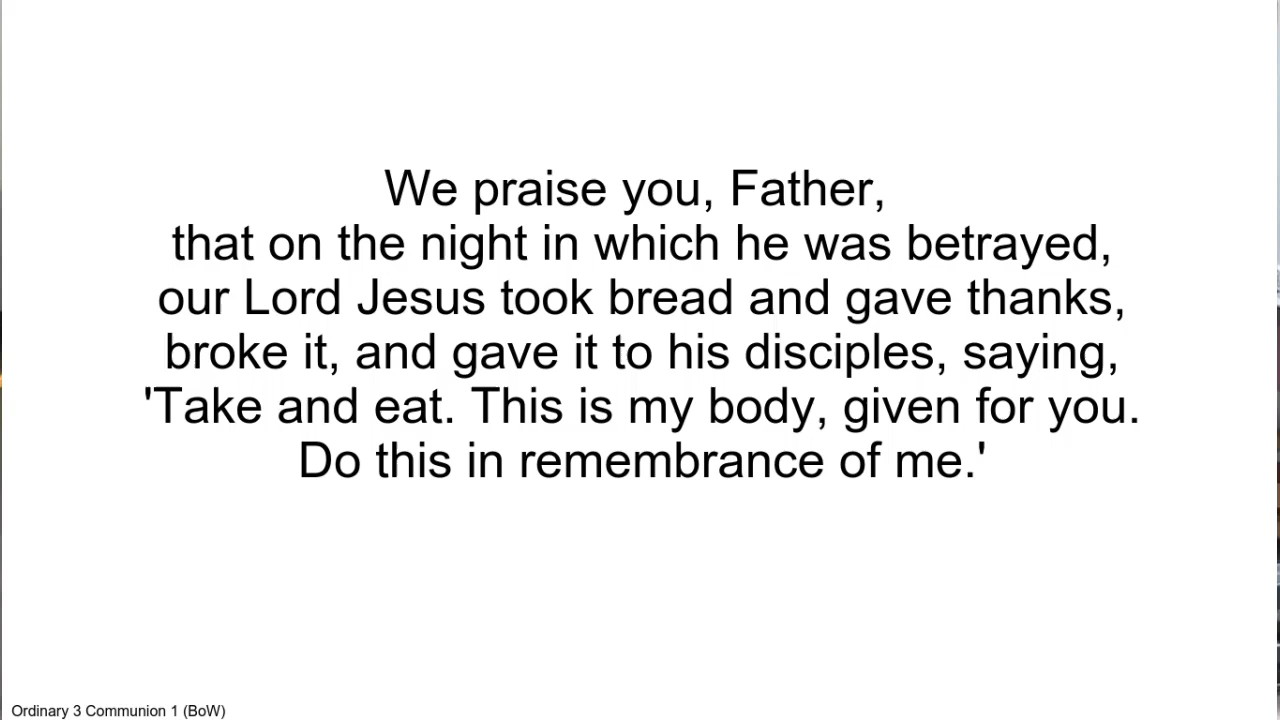 We praise you, Father,
that on the night in which he was betrayed,
our Lord Jesus took bread and gave thanks,
broke it, and gave it to his disciples, saying,
'Take and eat. This is my body, given for you.
Do this in remembrance of me.'
Ordinary 3 Communion 1 (BoW)